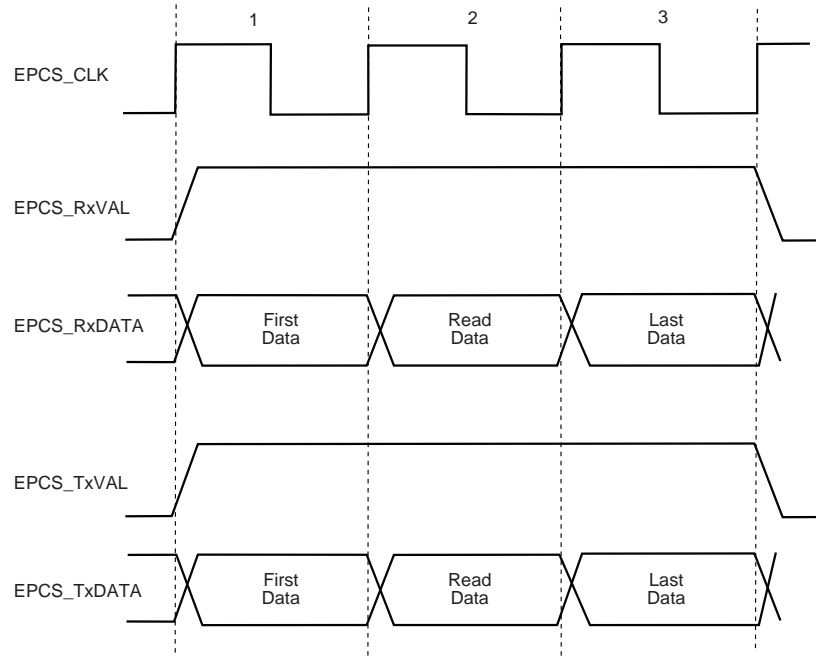 1 2 3
EPCS_CLK
EPCS_RxVAL
EPCS_RxDATA
First Data
Read Data
Last Data
EPCS_TxVAL
EPCS_TxDATA
First Data
Read Data
Last Data